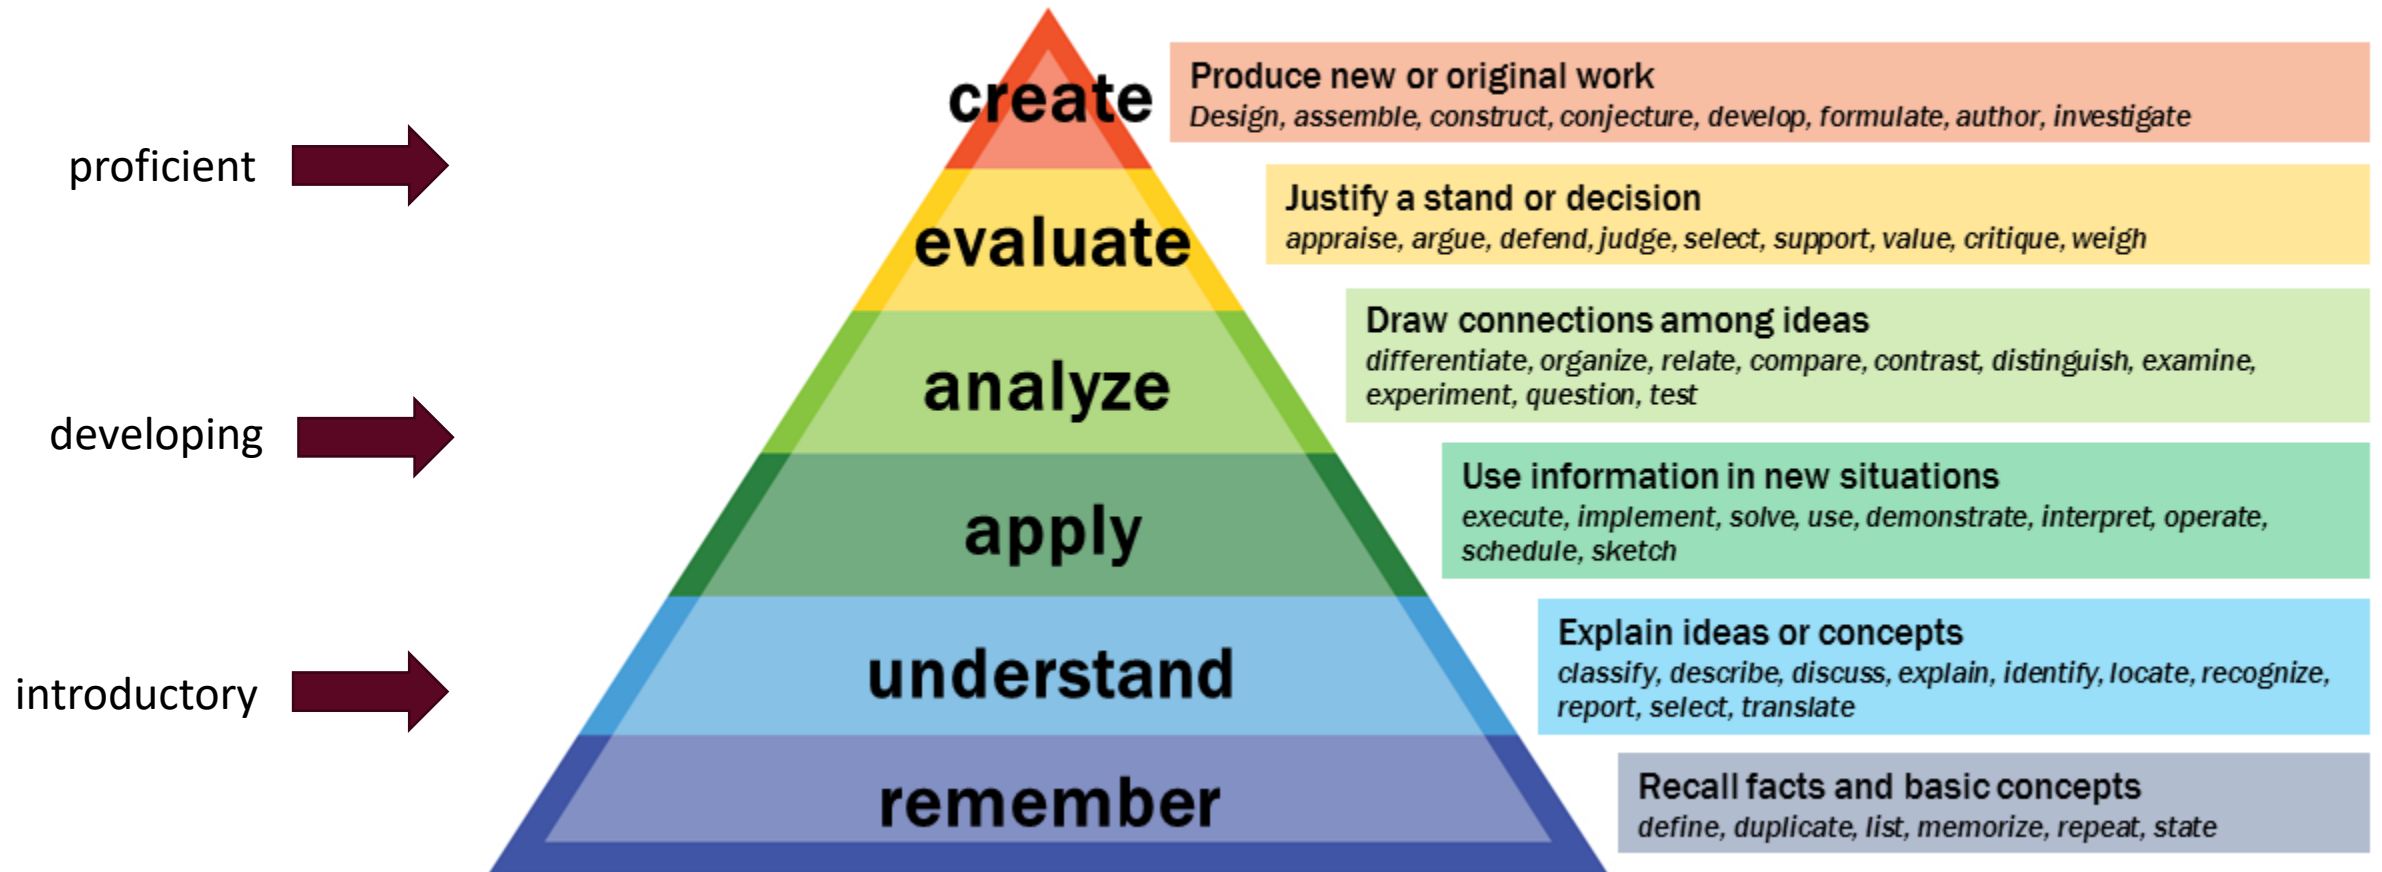 create
Produce new or original work
Design, assemble, construct, conjecture, develop, formulate, author, investigate
proficient
evaluate
Justify a stand or decision
appraise, argue, defend, judge, select, support, value, critique, weigh
analyze
Draw connections among ideas
differentiate, organize, relate, compare, contrast, distinguish, examine,
experiment, question, test
developing
apply
Use information in new situations
execute, implement, solve, use, demonstrate, interpret, operate,
schedule, sketch
understand
Explain ideas or concepts
classify, describe, discuss, explain, identify, locate, recognize,
report, select, translate
introductory
remember
Recall facts and basic concepts
define, duplicate, list, memorize, repeat, state